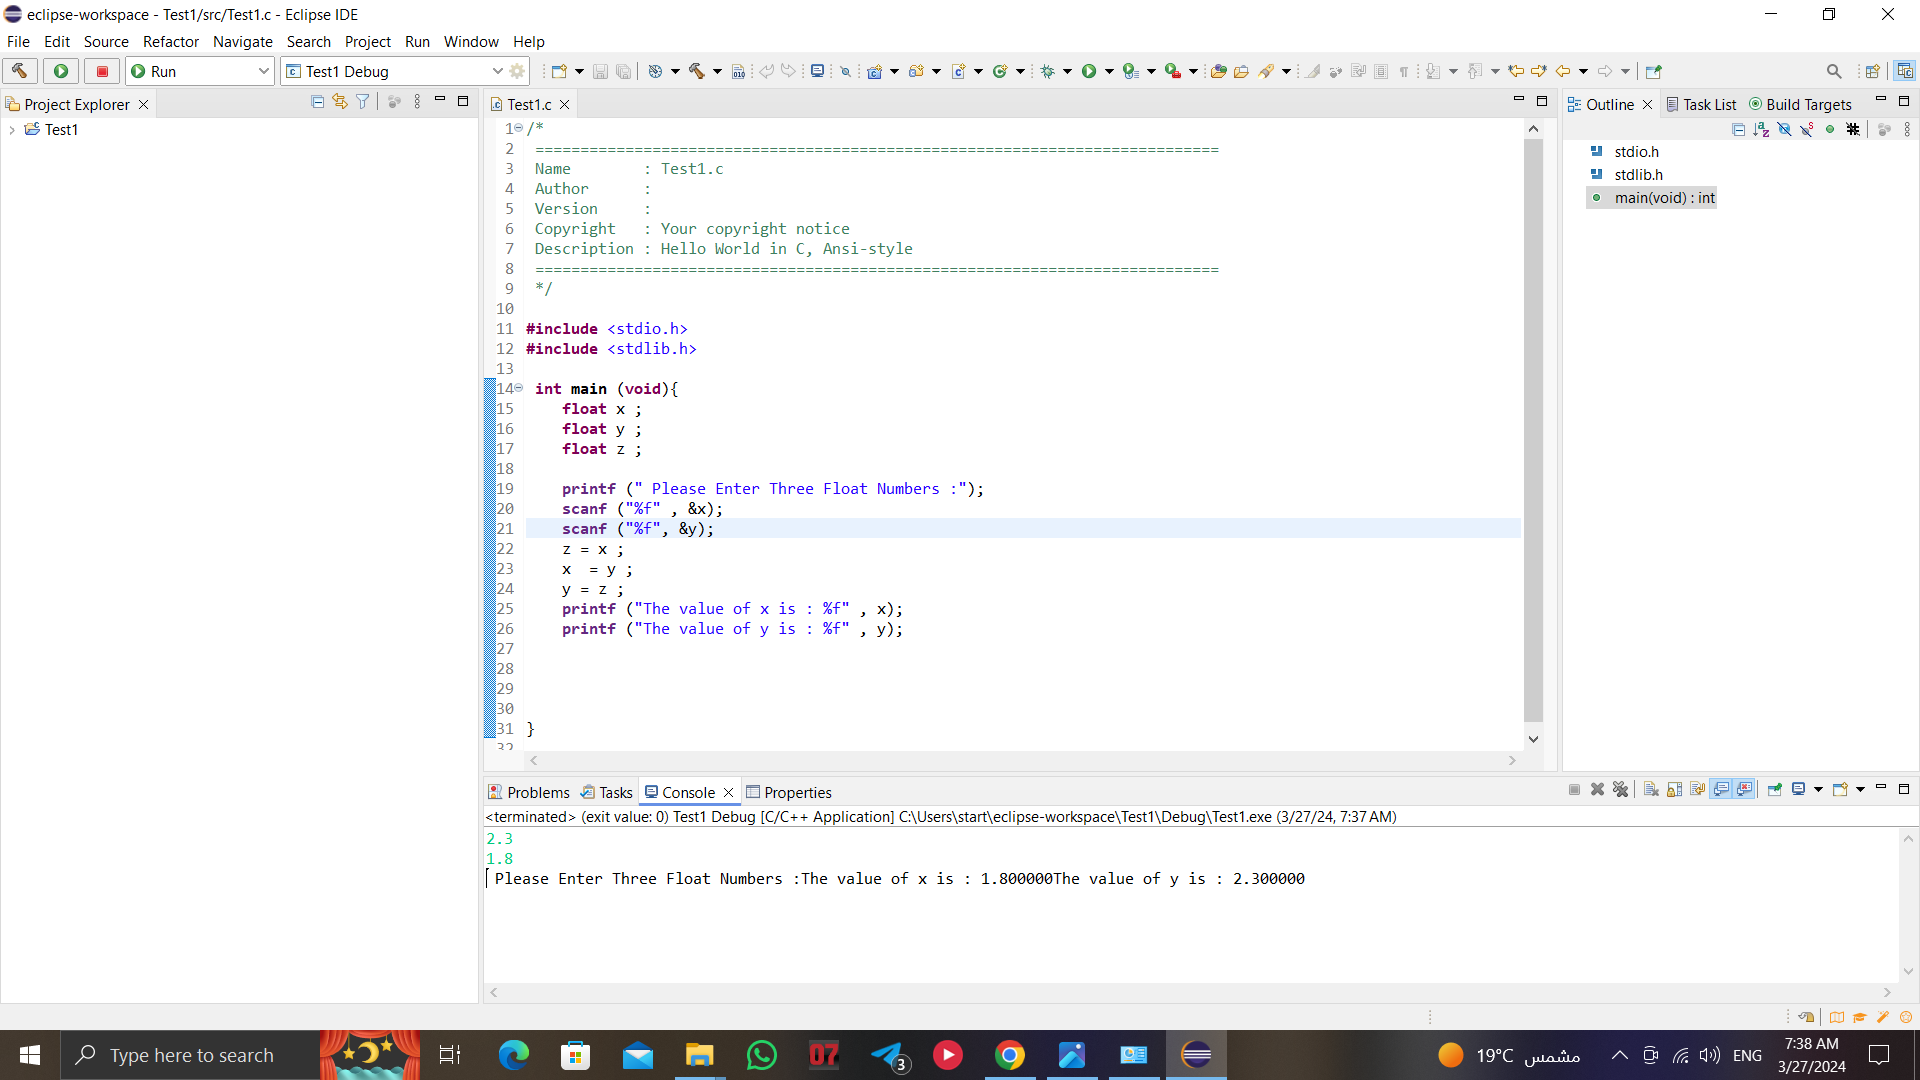 eclipse-workspace - Test1/src/Test1.c - Eclipse IDE
File Edit Source Refactor Navigate Search Project Run Window Help
Run Test1 Debug
Project Explorer
Test1
Test1.c
1 /*
2 ============================================================================
3 Name        : Test1.c
4 Author      :
5 Version     :
6 Copyright   : Your copyright notice
7 Description : Hello World in C, Ansi-style
8 ============================================================================
9 */
10
11 #include <stdio.h>
12 #include <stdlib.h>
13
14 int main (void){
15 float x ;
16 float y ;
17 float z ;
18
19 printf (" Please Enter Three Float Numbers :");
20 scanf ("%f" , &x);
21 scanf ("%f", &y);
22 z = x ;
23 x  = y ;
24 y = z ;
25 printf ("The value of x is : %f" , x);
26 printf ("The value of y is : %f" , y);
27
28
29
30
31 }
32
Outline Task List Build Targets
stdio.h
stdlib.h
main(void) : int
Problems Tasks Console Properties
<terminated> (exit value: 0) Test1 Debug [C/C++ Application] C:\Users\start\eclipse-workspace\Test1\Debug\Test1.exe (3/27/24, 7:37 AM)
2.3
1.8
Please Enter Three Float Numbers :The value of x is : 1.800000The value of y is : 2.300000
Type here to search
07
3
19°C مشمس
ENG
7:38 AM
3/27/2024